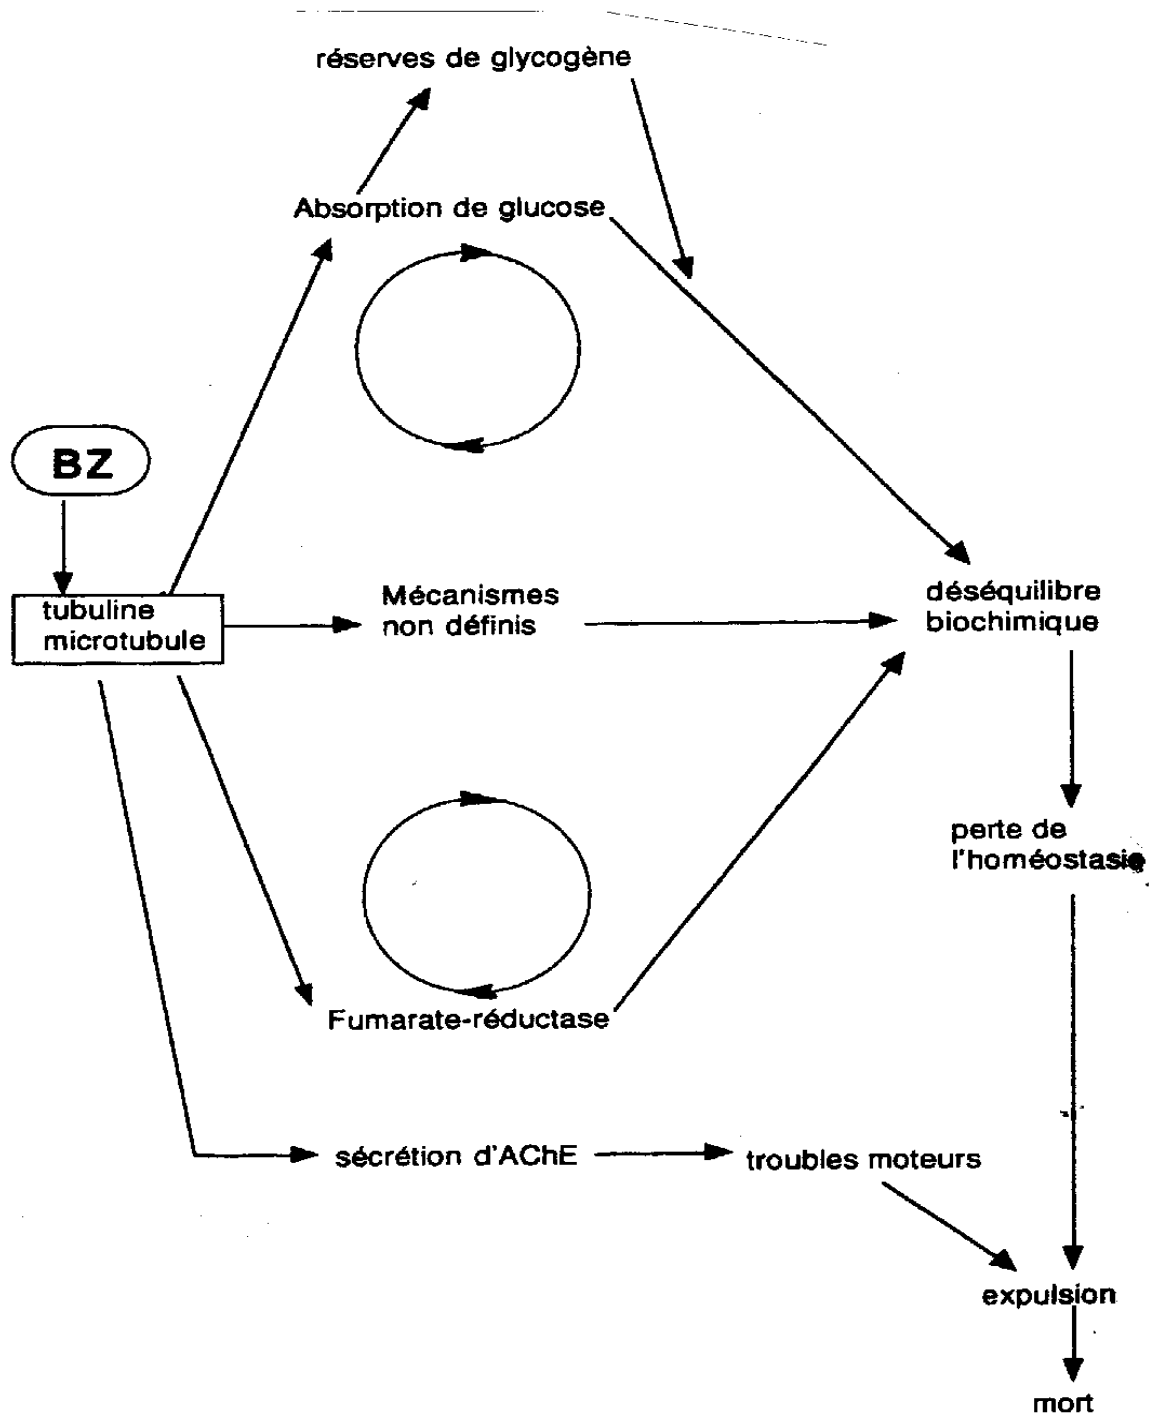 réserves de glycogène
Absorption de glucose
BZ
tubuline
microtubule
Mécanismes
non définis
déséquilibre
biochimique
perte de
l'homéostasie
Fumarate-réductase
sécrétion d'AChE
troubles moteurs
expulsion
mort